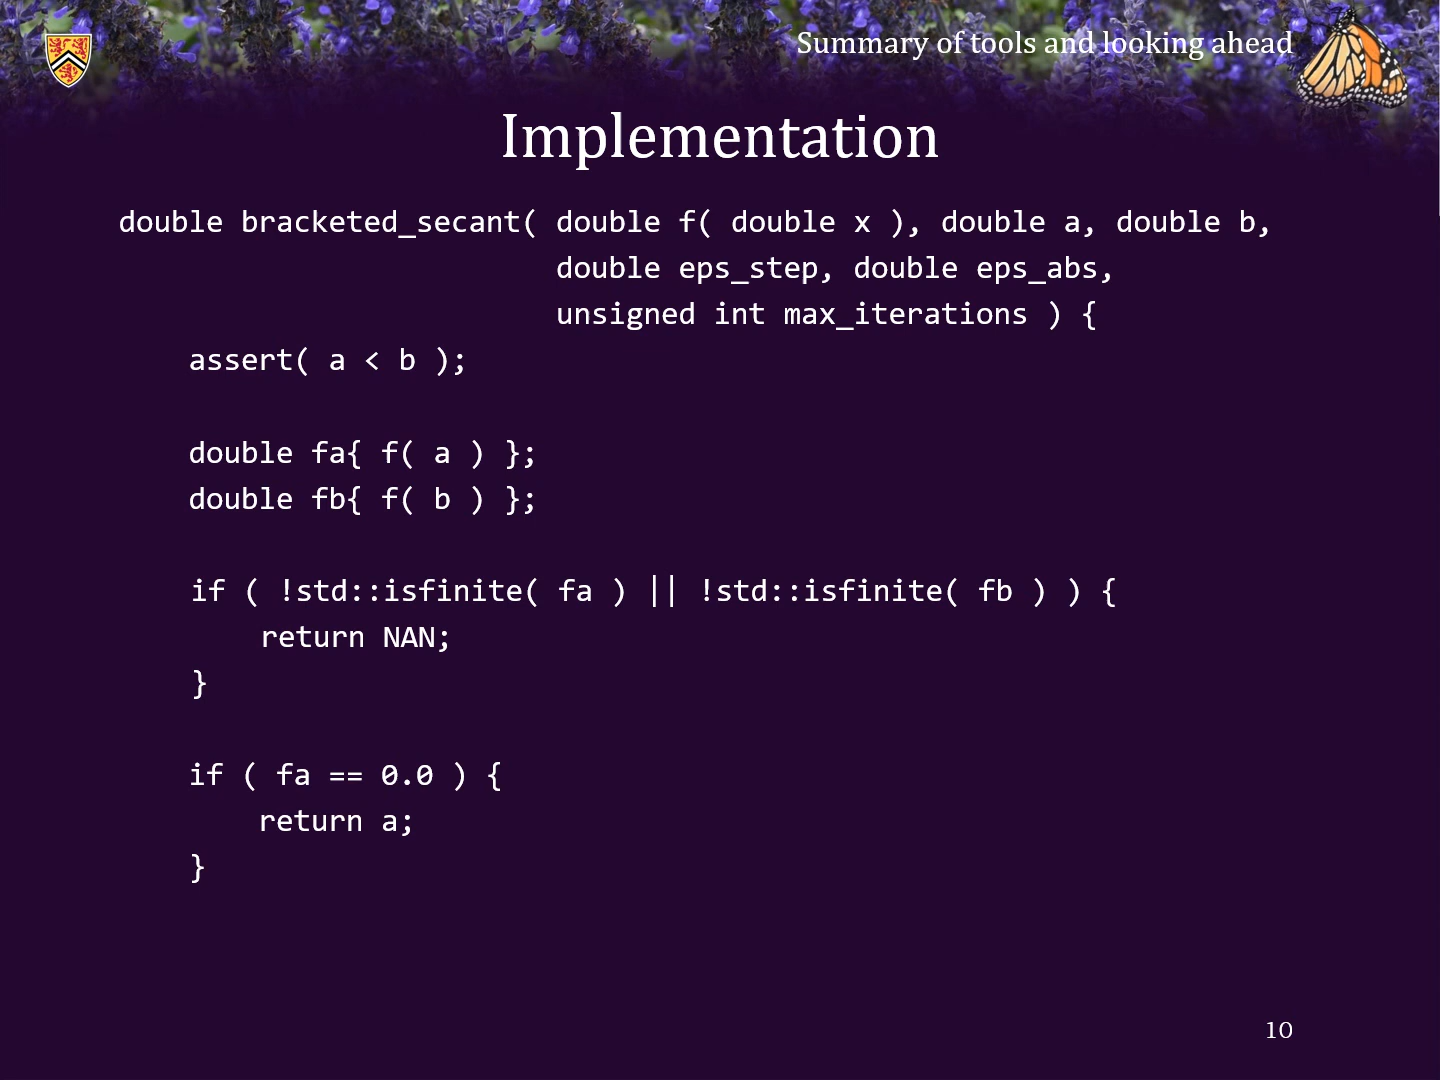 Summary of tools and looking ahead
Implementation
double bracketed_secant( double f( double x ), double a, double b,
                         double eps_step, double eps_abs,
                         unsigned int max_iterations ) {
    assert( a < b );

    double fa{ f( a ) };
    double fb{ f( b ) };

    if ( !std::isfinite( fa ) || !std::isfinite( fb ) ) {
        return NAN;
    }

    if ( fa == 0.0 ) {
        return a;
    }
10